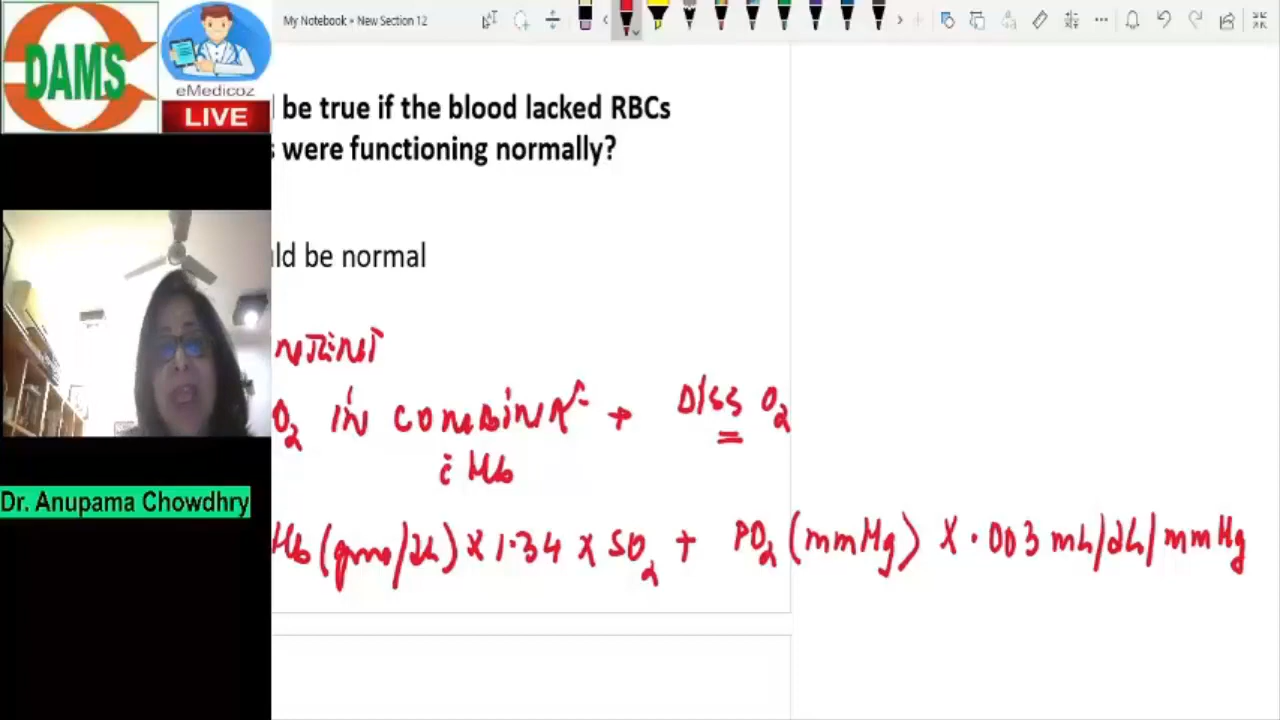 My Notebook » New Section 12
DAMS
eMedicoz
LIVE
be true if the blood lacked RBCs
were functioning normally?
ld be normal
O₂ in combinⁿ + Diss O₂
c̄ Hb
Hb (gms/dL) × 1.34 × SO₂ + PO₂ (mmHg) × .003 mL/dL/mmHg
Dr. Anupama Chowdhry